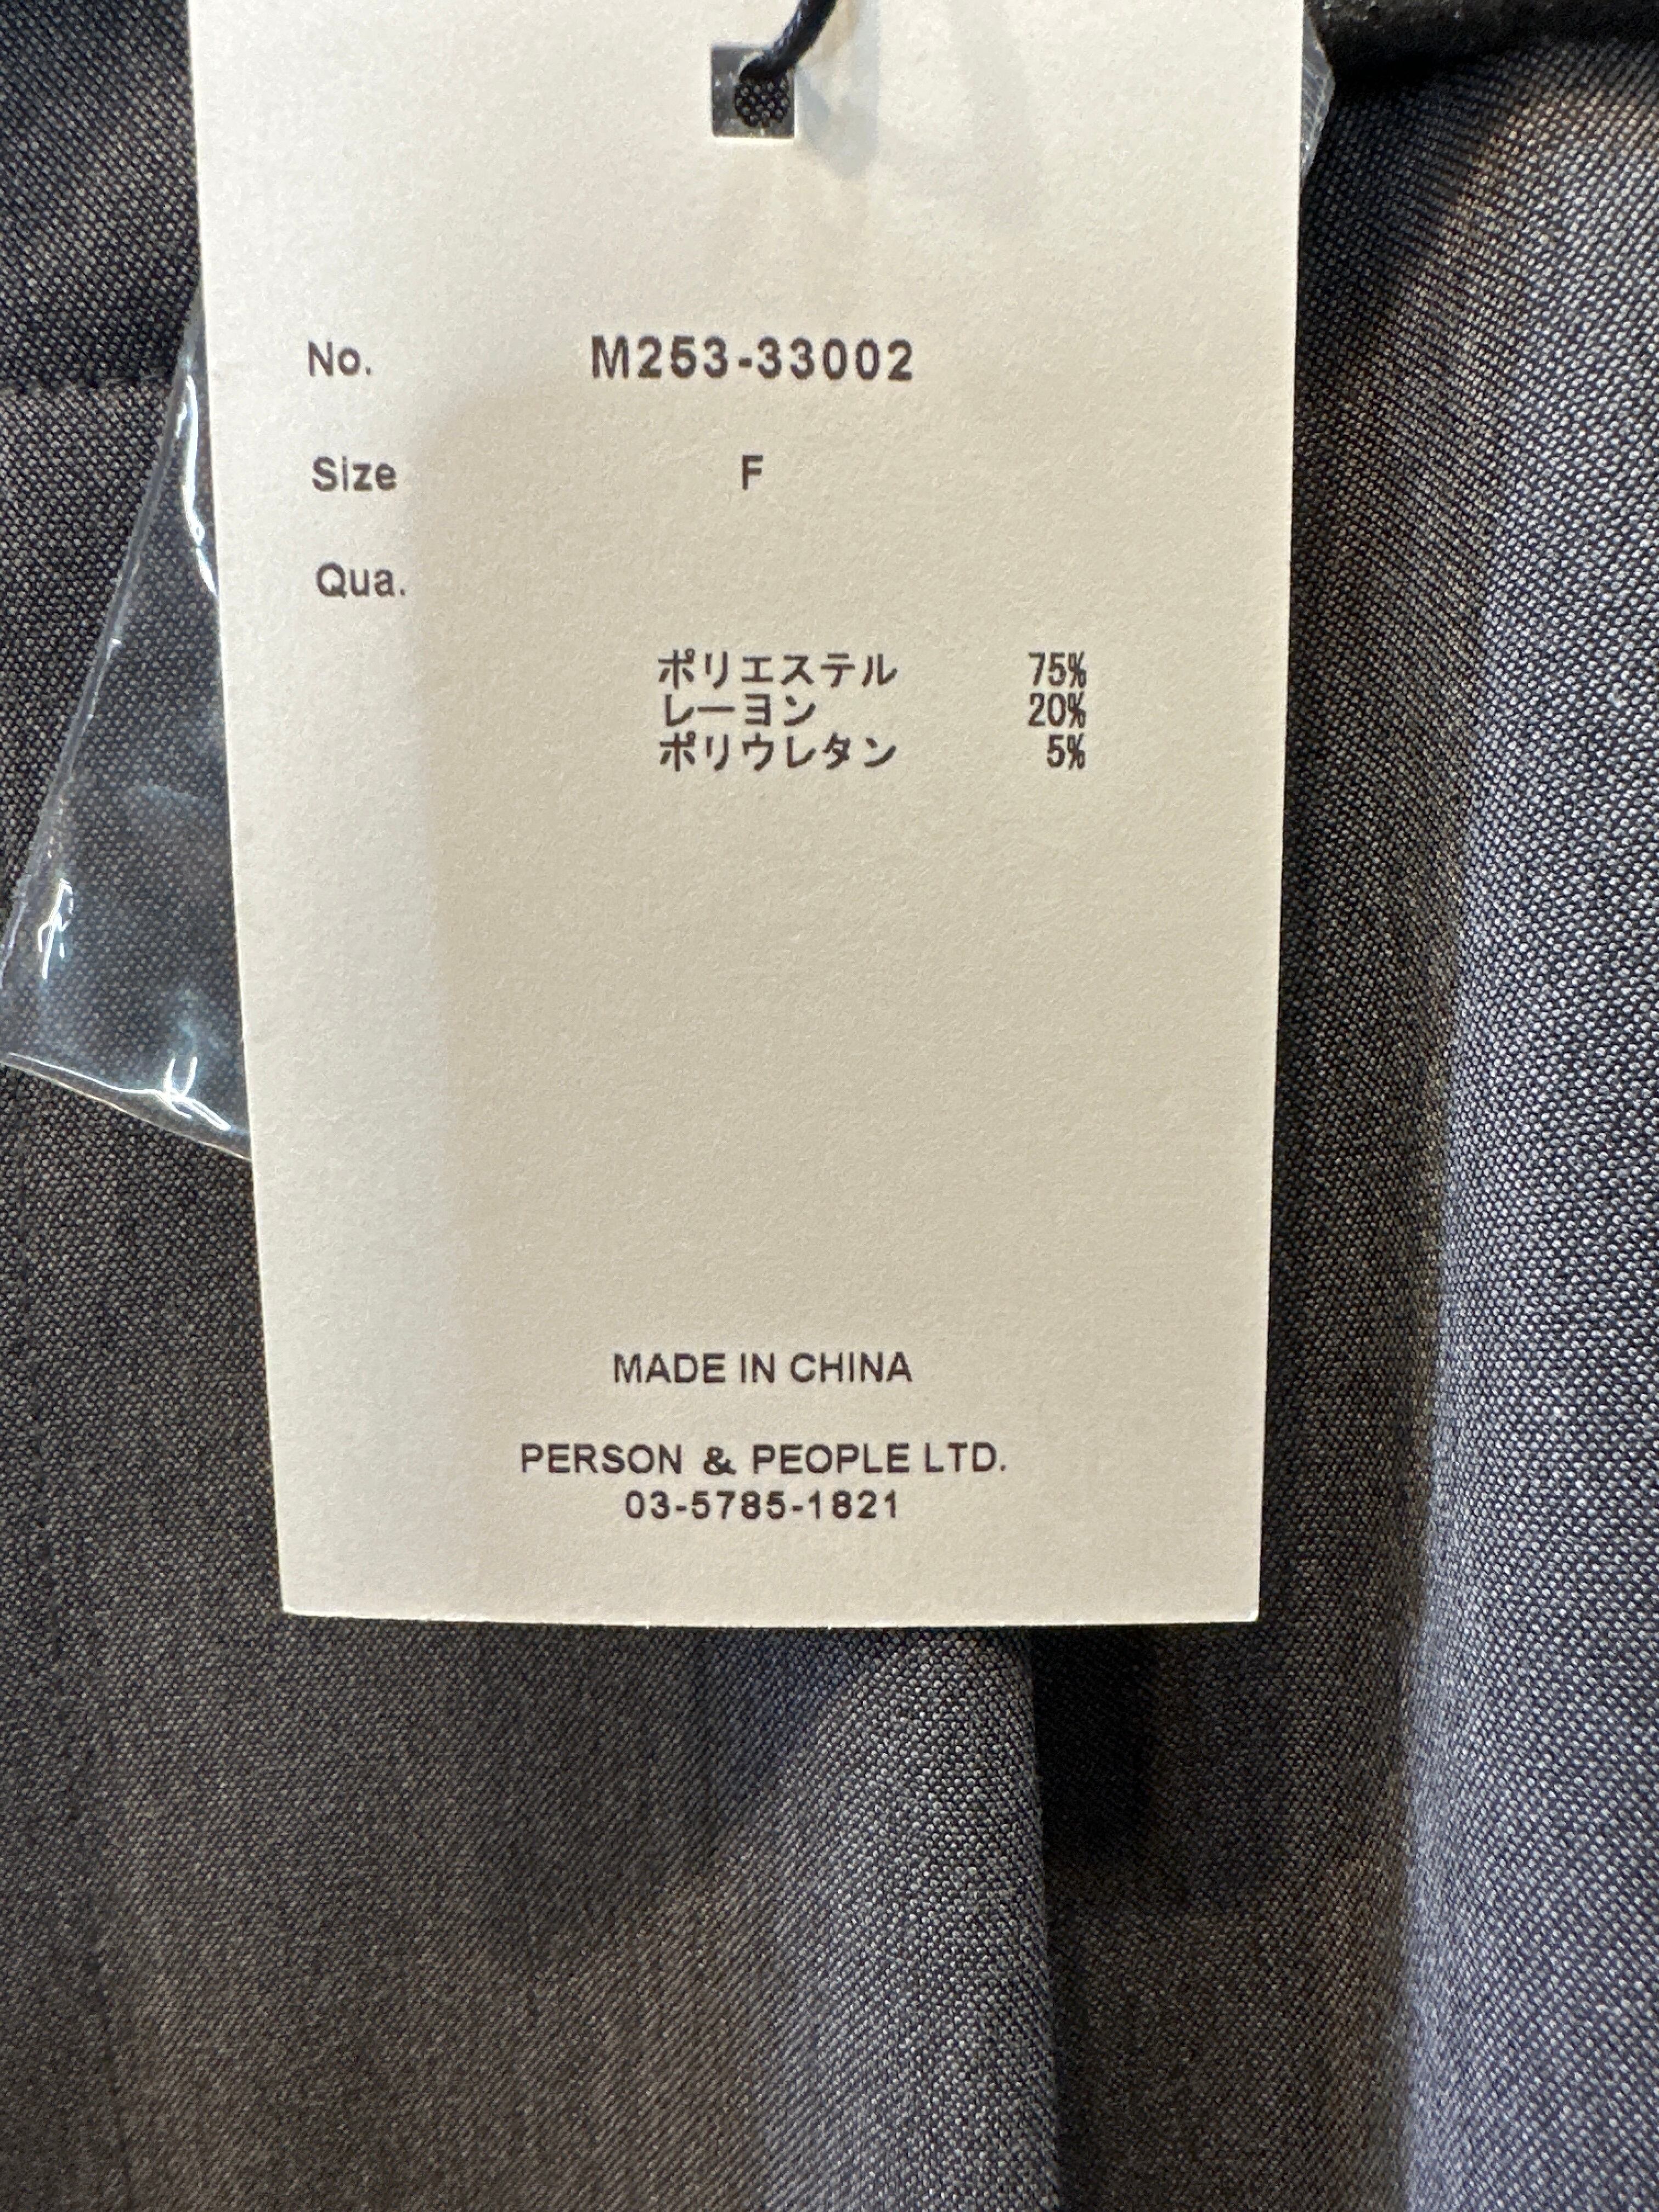 No. M253-33002
Size F
Qua.
ポリエステル 75%
レーヨン 20%
ポリウレタン 5%
MADE IN CHINA
PERSON & PEOPLE LTD.
03-5785-1821